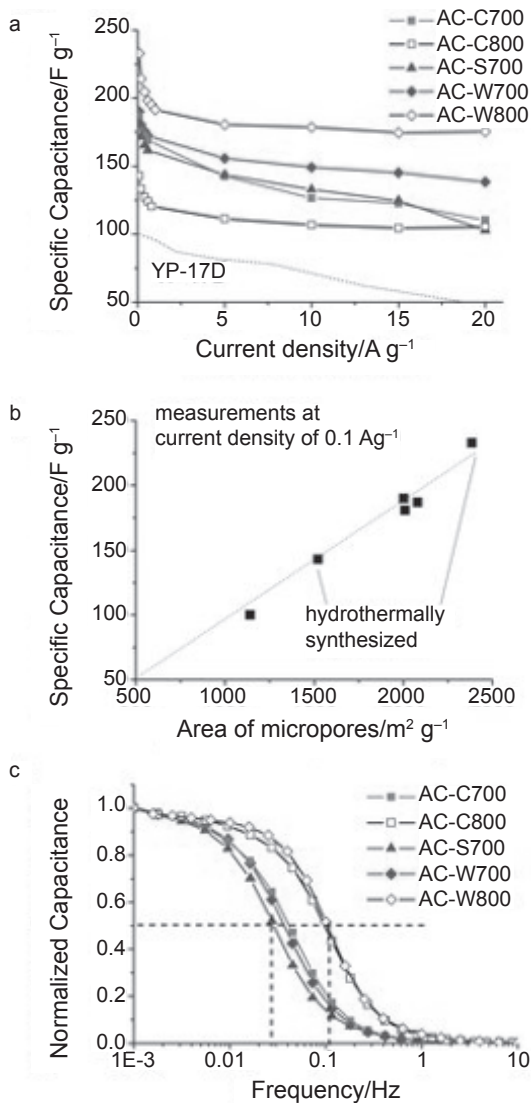 a
Specific Capacitance/F g⁻¹
250
200
150
100
50
0
5
10
15
20
Current density/A g⁻¹
AC-C700
AC-C800
AC-S700
AC-W700
AC-W800
YP-17D
b
Specific Capacitance/F g⁻¹
250
200
150
100
50
500
1000
1500
2000
2500
Area of micropores/m² g⁻¹
measurements at
current density of 0.1 Ag⁻¹
hydrothermally
synthesized
c
Normalized Capacitance
1.0
0.8
0.6
0.4
0.2
0.0
1E-3
0.01
0.1
1
10
Frequency/Hz
AC-C700
AC-C800
AC-S700
AC-W700
AC-W800